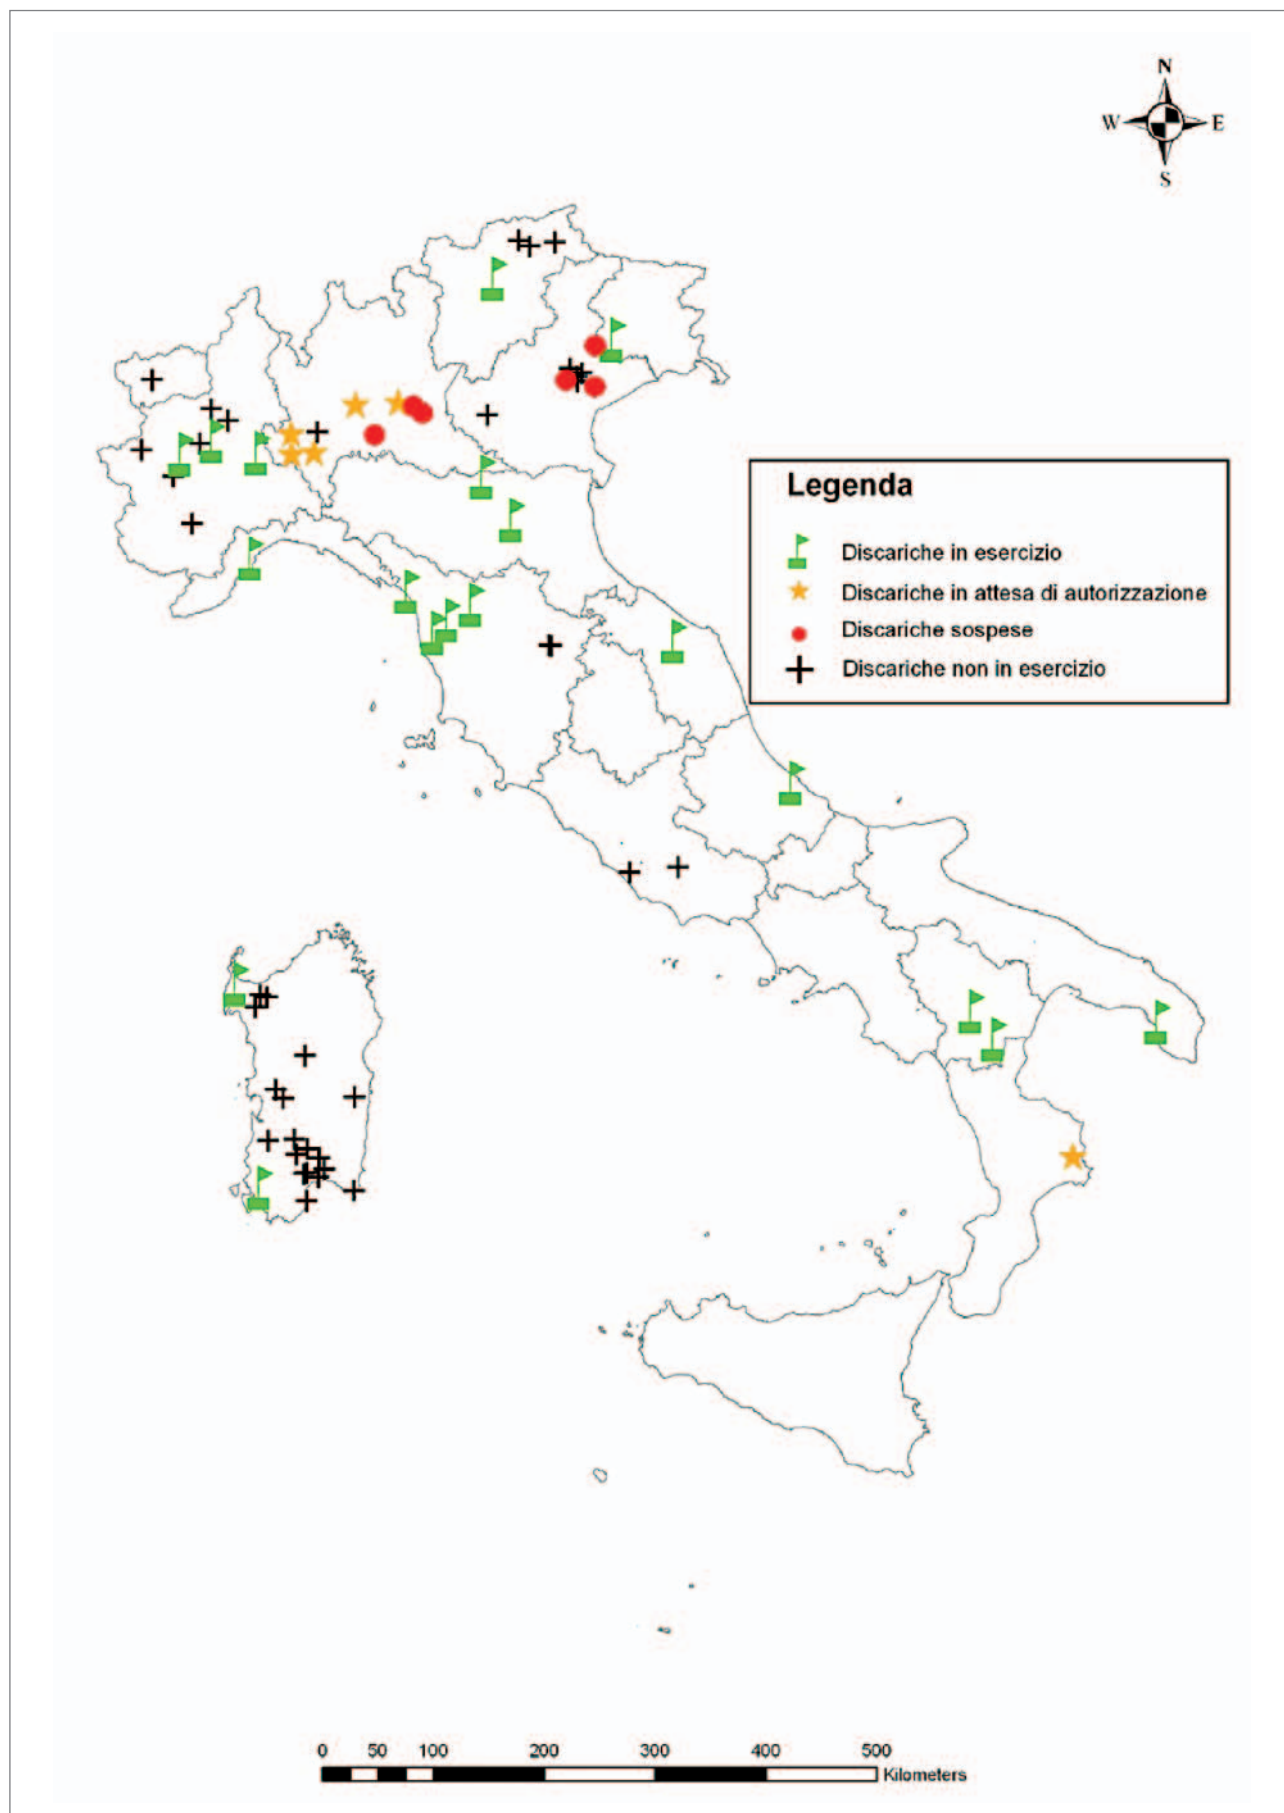 N
W E
S
Legenda
Discariche in esercizio
Discariche in attesa di autorizzazione
Discariche sospese
Discariche non in esercizio
0 50 100 200 300 400 500
Kilometers